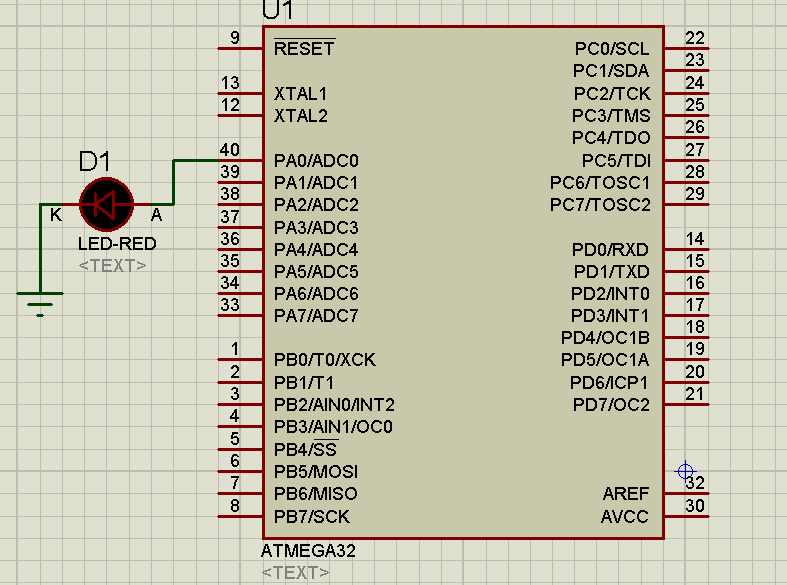 U1
9 RESET PC0/SCL 22
PC1/SDA 23
13 XTAL1 PC2/TCK 24
12 XTAL2 PC3/TMS 25
PC4/TDO 26
40 PA0/ADC0 PC5/TDI 27
39 PA1/ADC1 PC6/TOSC1 28
38 PA2/ADC2 PC7/TOSC2 29
37 PA3/ADC3
36 PA4/ADC4 PD0/RXD 14
35 PA5/ADC5 PD1/TXD 15
34 PA6/ADC6 PD2/INT0 16
33 PA7/ADC7 PD3/INT1 17
PD4/OC1B 18
1 PB0/T0/XCK PD5/OC1A 19
2 PB1/T1 PD6/ICP1 20
3 PB2/AIN0/INT2 PD7/OC2 21
4 PB3/AIN1/OC0
5 PB4/SS
6 PB5/MOSI
7 PB6/MISO AREF 32
8 PB7/SCK AVCC 30
ATMEGA32
<TEXT>
D1
K A
LED-RED
<TEXT>